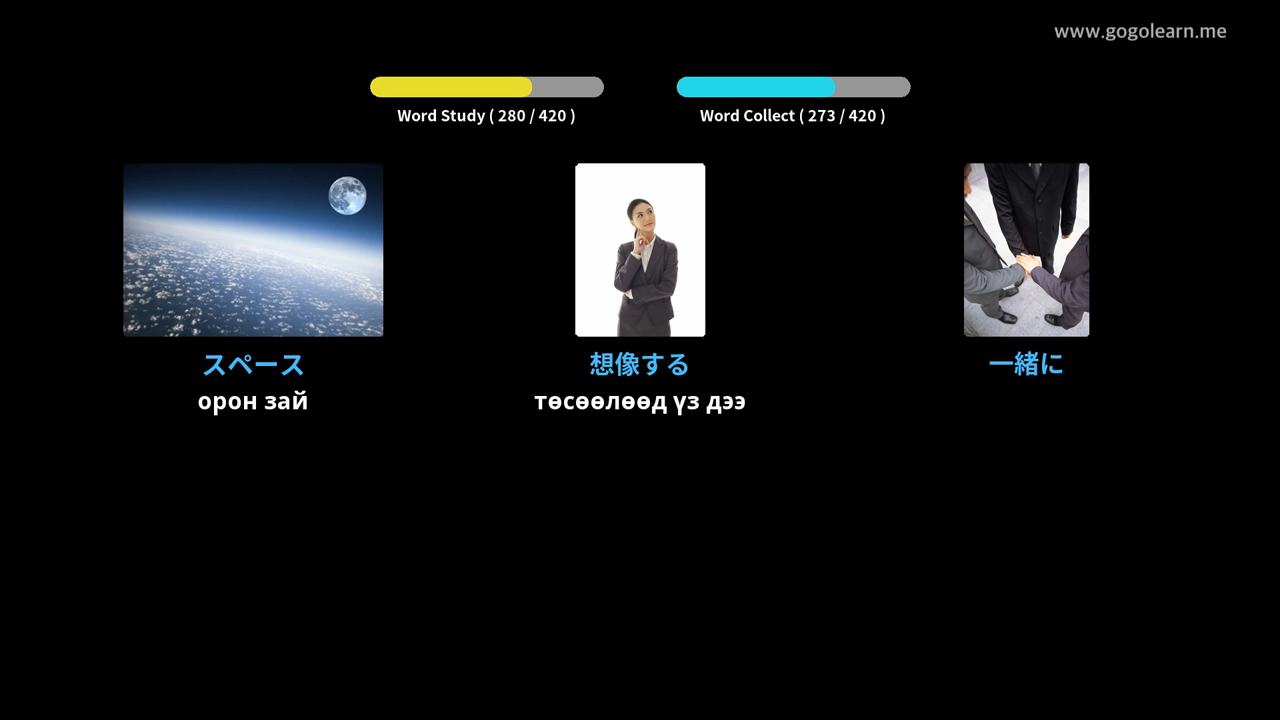 www.gogolearn.me
Word Study ( 280 / 420 )
Word Collect ( 273 / 420 )
スペース
орон зай
想像する
төсөөлөөд үз дээ
一緒に